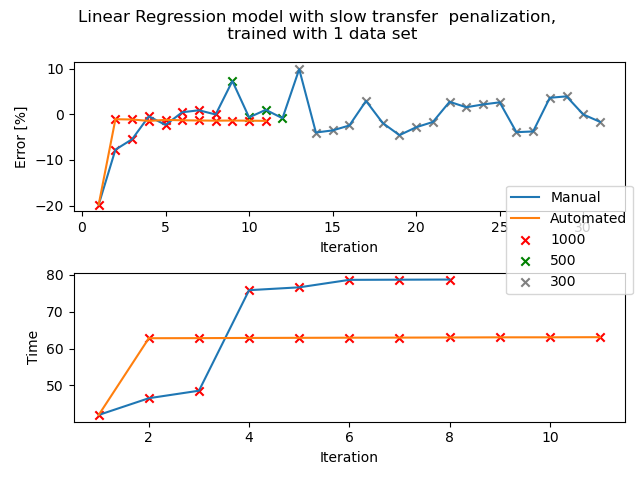 Linear Regression model with slow transfer  penalization,
trained with 1 data set
10
0
−10
−20
Error [%]
0
5
10
15
20
25
30
Iteration
Manual
Automated
1000
500
300
80
70
60
50
Time
2
4
6
8
10
Iteration